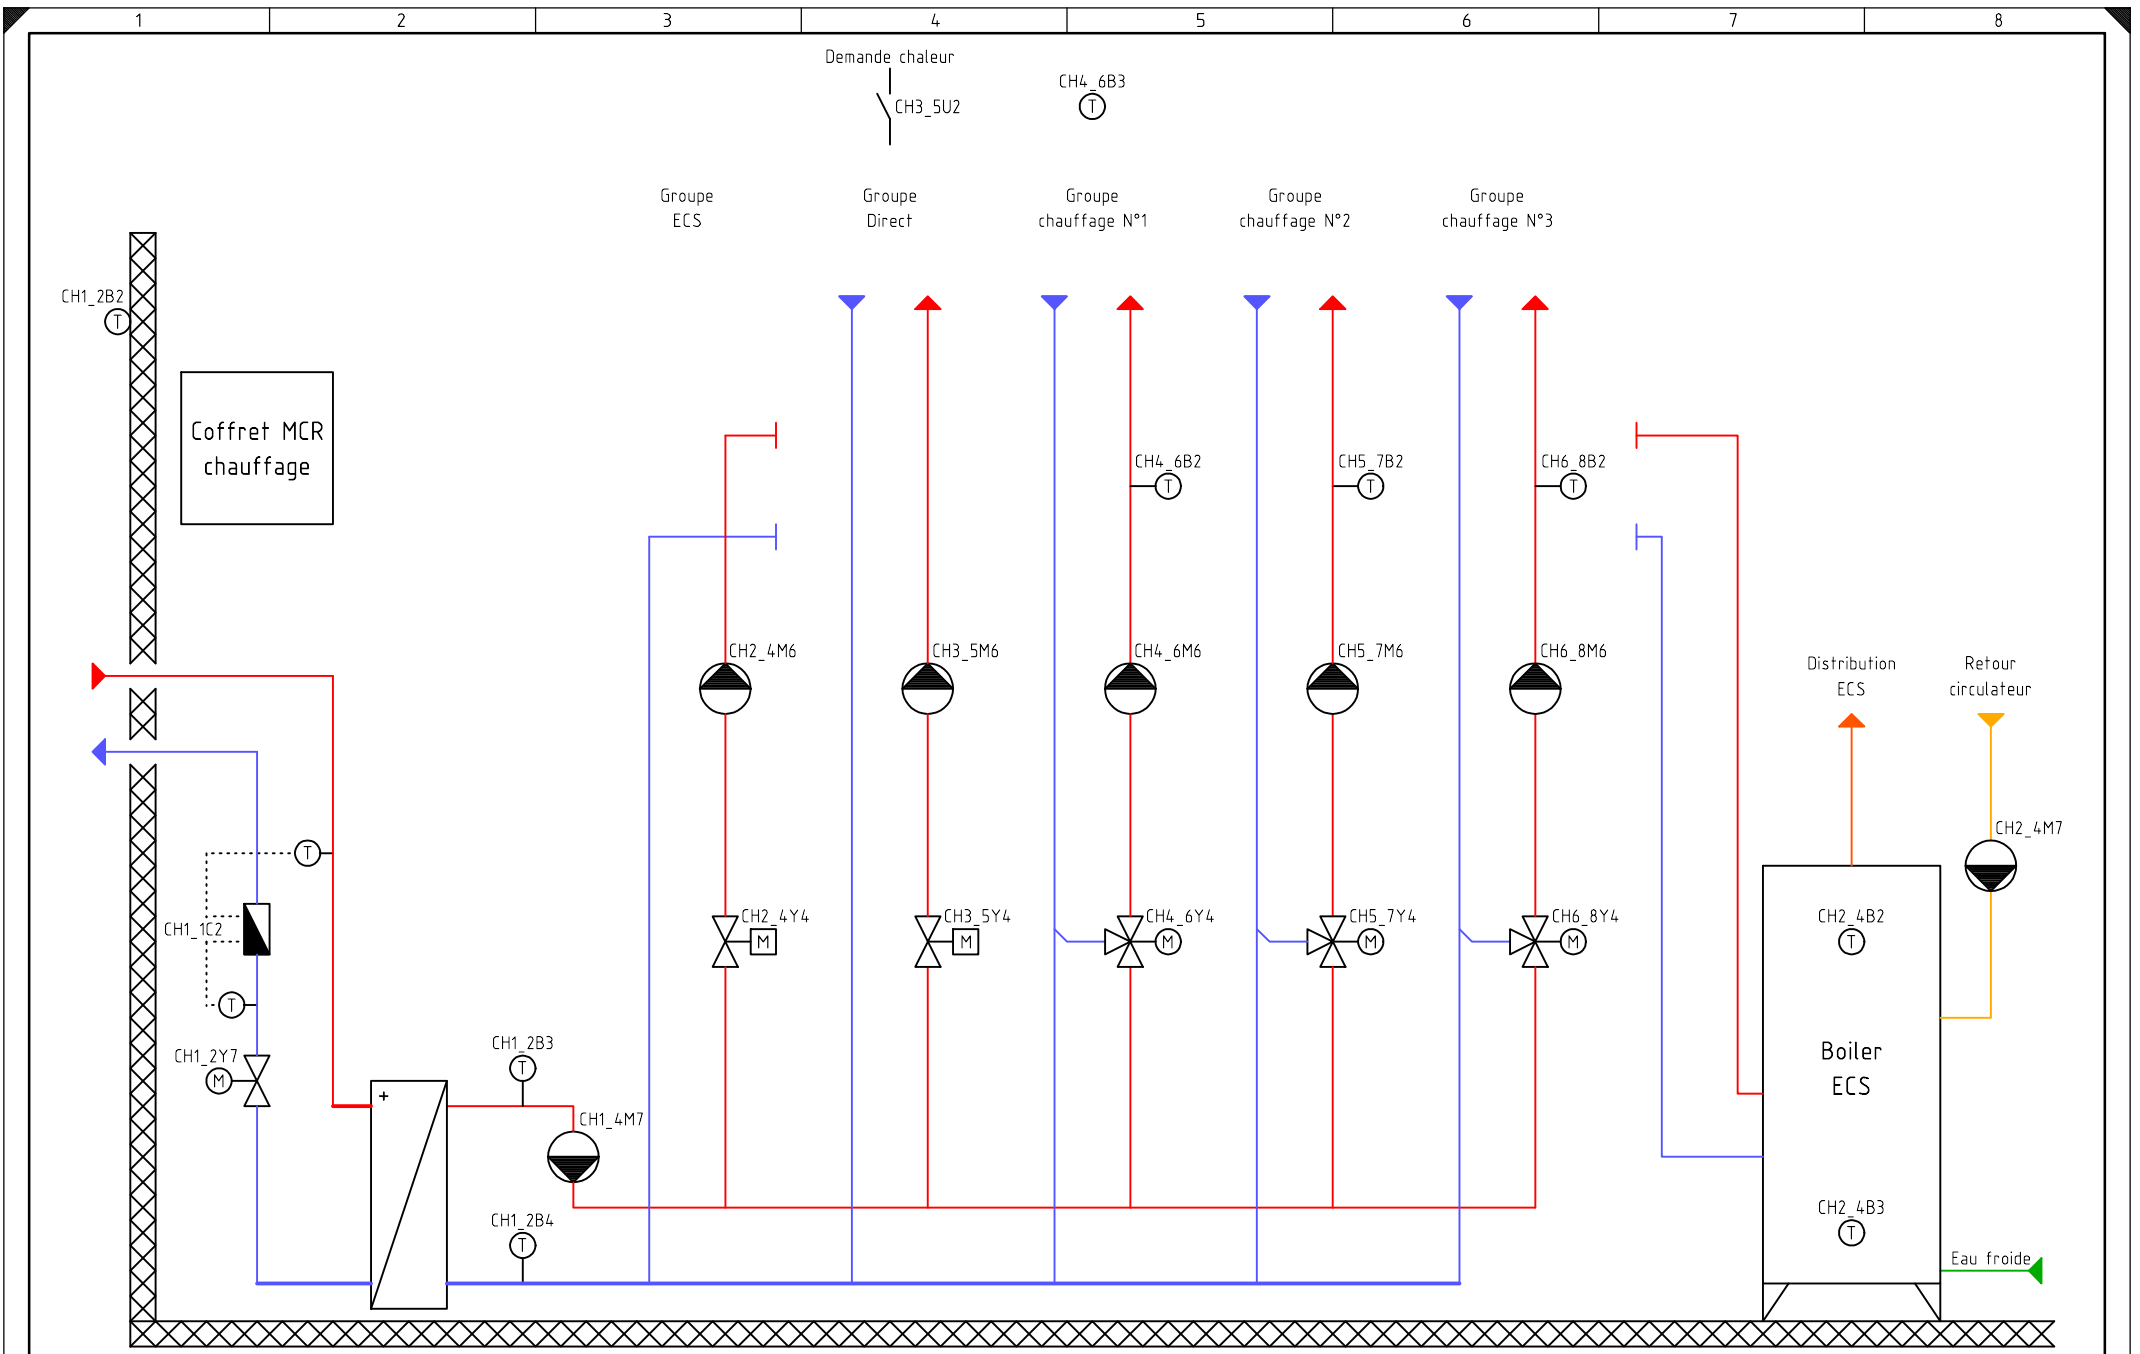 1 2 3 4 5 6 7 8
Demande chaleur
CH3_5U2
CH4_6B3
T
Groupe
ECS
Groupe
Direct
Groupe
chauffage N°1
Groupe
chauffage N°2
Groupe
chauffage N°3
CH1_2B2
T
Coffret MCR
chauffage
CH4_6B2
T
CH5_7B2
T
CH6_8B2
T
CH2_4M6
CH3_5M6
CH4_6M6
CH5_7M6
CH6_8M6
Distribution
ECS
Retour
circulateur
CH2_4M7
T
CH1_1C2
T
CH2_4Y4
M
CH3_5Y4
M
CH4_6Y4
M
CH5_7Y4
M
CH6_8Y4
M
CH2_4B2
T
CH1_2Y7
M
+
CH1_2B3
T
CH1_4M7
Boiler
ECS
CH1_2B4
T
CH2_4B3
T
Eau froide